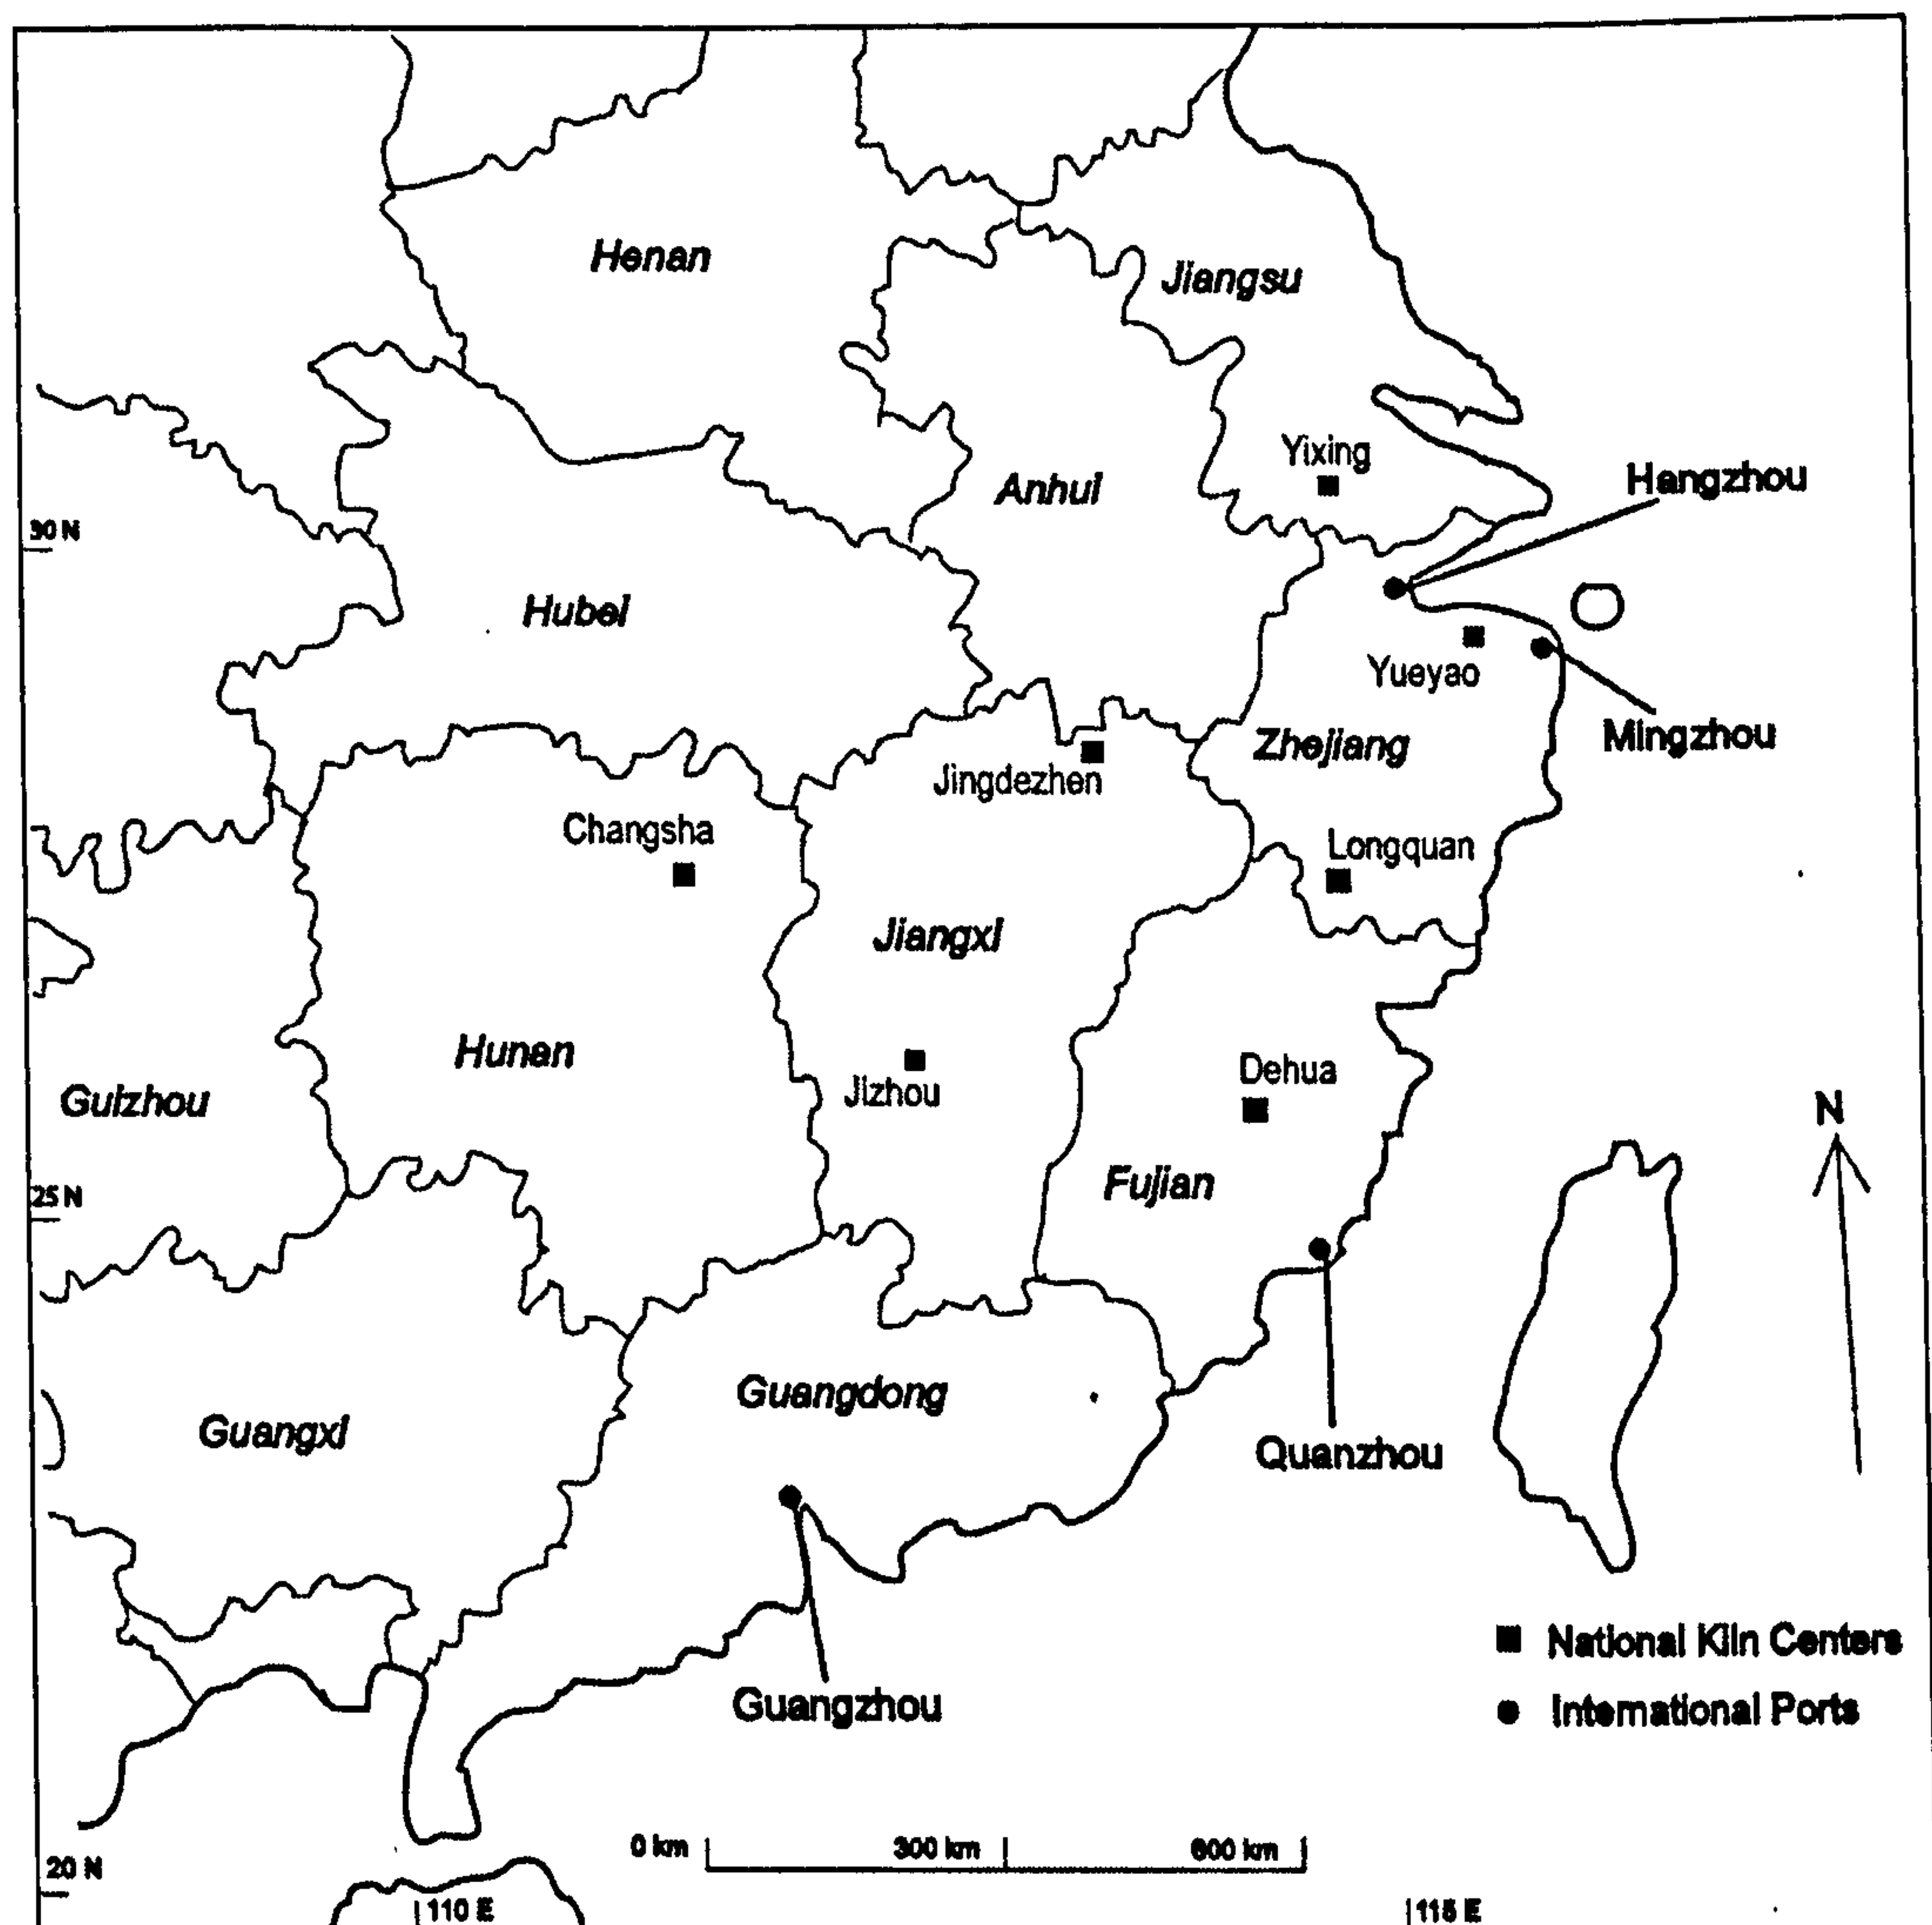 Henan
Jiangsu
Yixing
Hangzhou
Anhui
30 N
Hubei
Yueyao
Mingzhou
Zhejiang
Jingdezhen
Changsha
Longquan
Jiangxi
Hunan
Dehua
Jizhou
Guizhou
N
Fujian
25 N
Guangdong
Guangxi
Quanzhou
National Kiln Centers
Guangzhou
International Ports
0 km 300 km 600 km
20 N
110 E 115 E